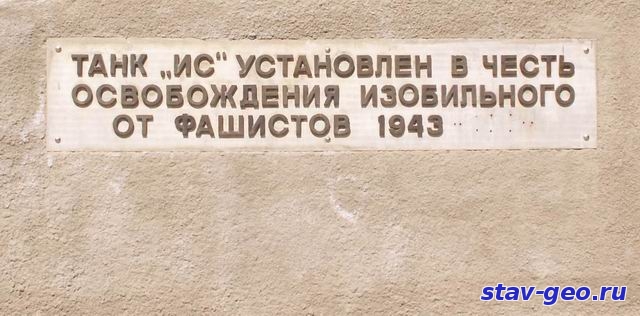 ТАНК „ИС“ УСТАНОВЛЕН В ЧЕСТЬ
ОСВОБОЖДЕНИЯ ИЗОБИЛЬНОГО
ОТ ФАШИСТОВ 1943
stav-geo.ru